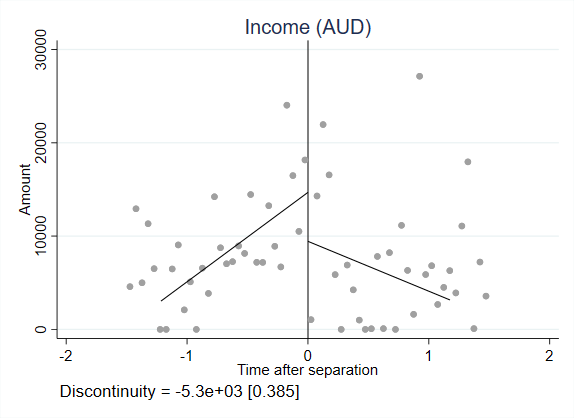 Income (AUD)
30000
20000
10000
0
Amount
-2 -1 0 1 2
Time after separation
Discontinuity = -5.3e+03 [0.385]